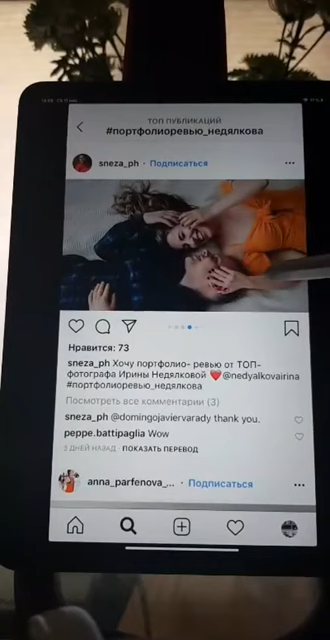 ТОП ПУБЛИКАЦИЙ
#портфолиоревью_недялкова
sneza_ph · Подписаться
Нравится: 73
sneza_ph Хочу портфолио- ревью от ТОП-
фотографа Ирины Недялковой ❤️@nedyalkovairina
#портфолиоревью_недялкова
Посмотреть все комментарии (3)
sneza_ph @domingojaviervarady thank you.
peppe.battipaglia Wow
3 ДНЕЙ НАЗАД · ПОКАЗАТЬ ПЕРЕВОД
anna_parfenova_... · Подписаться